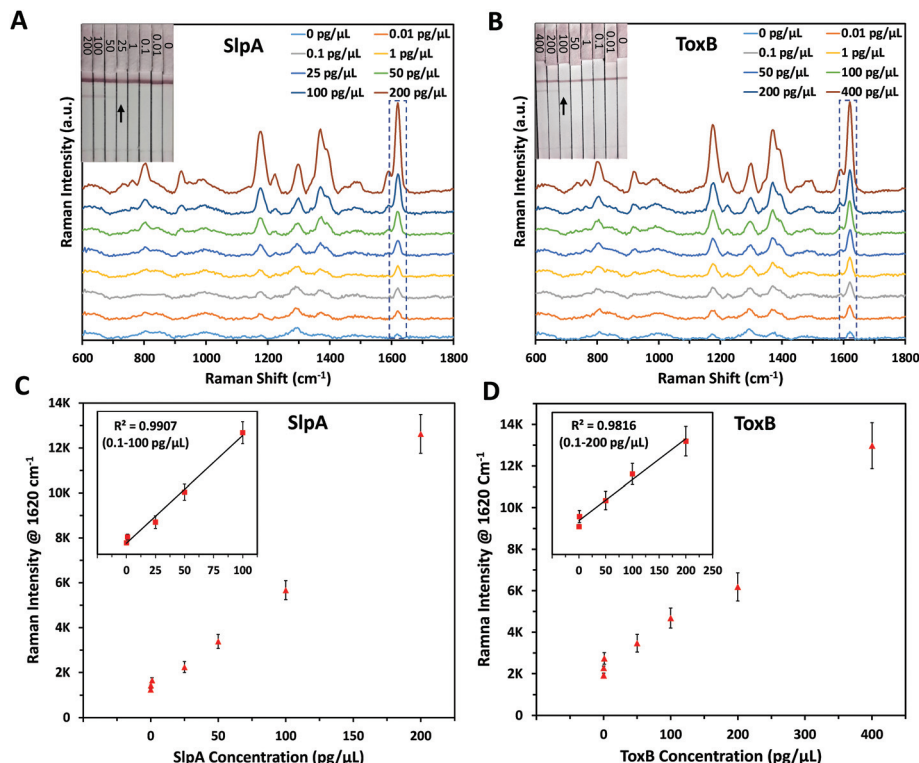 A
200 100 50 25 1 0.1 0.01 0
SlpA
0 pg/μL 0.01 pg/μL
0.1 pg/μL 1 pg/μL
25 pg/μL 50 pg/μL
100 pg/μL 200 pg/μL
Raman Intensity (a.u.)
600 800 1000 1200 1400 1600 1800
Raman Shift (cm-1)
B
400 200 100 50 1 0.1 0.01 0
ToxB
0 pg/μL 0.01 pg/μL
0.1 pg/μL 1 pg/μL
50 pg/μL 100 pg/μL
200 pg/μL 400 pg/μL
Raman Intensity (a.u.)
600 800 1000 1200 1400 1600 1800
Raman Shift (cm-1)
C
SlpA
R² = 0.9907
(0.1-100 pg/μL)
0 25 50 75 100
Raman Intensity @ 1620 Cm-1
14K
12K
10K
8K
6K
4K
2K
0
0 50 100 150 200
SlpA Concentration (pg/μL)
D
ToxB
R² = 0.9816
(0.1-200 pg/μL)
0 50 100 150 200 250
Ramna Intensity @ 1620 cm-1
14K
12K
10K
8K
6K
4K
2K
0
0 100 200 300 400
ToxB Concentration (pg/μL)